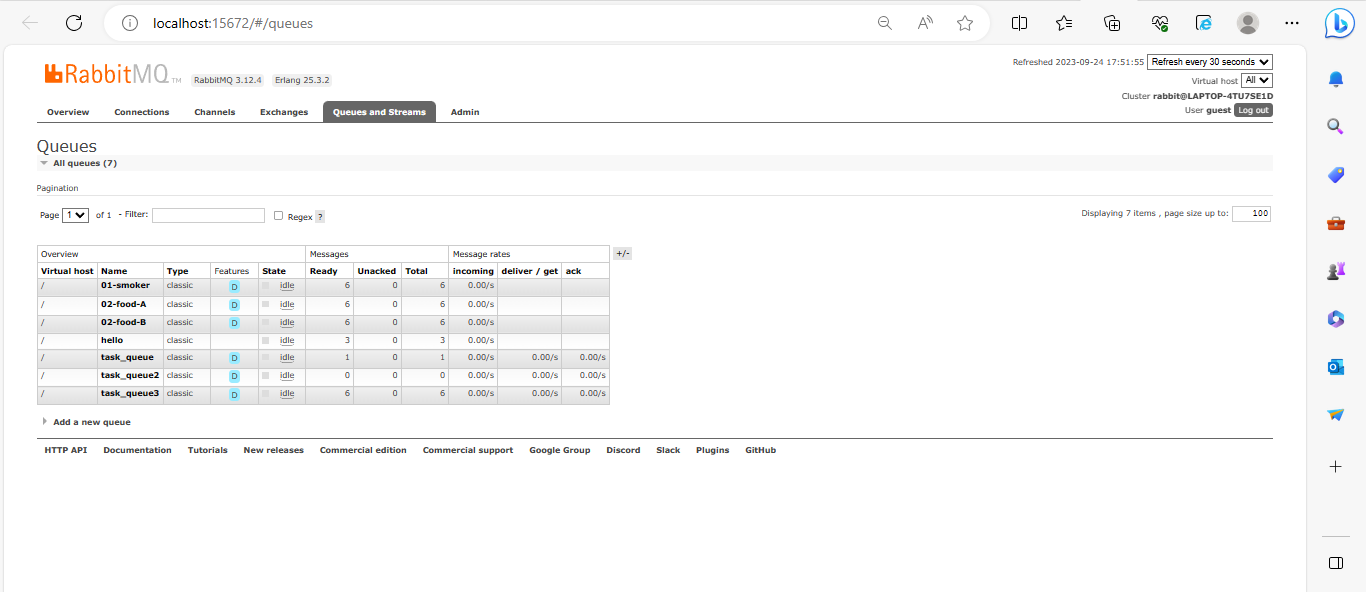 localhost:15672/#/queues
RabbitMQ TM RabbitMQ 3.12.4 Erlang 25.3.2
Refreshed 2023-09-24 17:51:55 Refresh every 30 seconds
Virtual host All
Cluster rabbit@LAPTOP-4TU7SE1D
User guest Log out
Overview Connections Channels Exchanges Queues and Streams Admin
Queues
All queues (7)
Pagination
Page 1 of 1 - Filter: Regex ? Displaying 7 items , page size up to: 100
Overview Messages Message rates +/-
Virtual host Name Type Features State Ready Unacked Total incoming deliver / get ack
/ 01-smoker classic D idle 6 0 6 0.00/s
/ 02-food-A classic D idle 6 0 6 0.00/s
/ 02-food-B classic D idle 6 0 6 0.00/s
/ hello classic idle 3 0 3 0.00/s
/ task_queue classic D idle 1 0 1 0.00/s 0.00/s 0.00/s
/ task_queue2 classic D idle 0 0 0 0.00/s 0.00/s 0.00/s
/ task_queue3 classic D idle 6 0 6 0.00/s 0.00/s 0.00/s
Add a new queue
HTTP API Documentation Tutorials New releases Commercial edition Commercial support Google Group Discord Slack Plugins GitHub